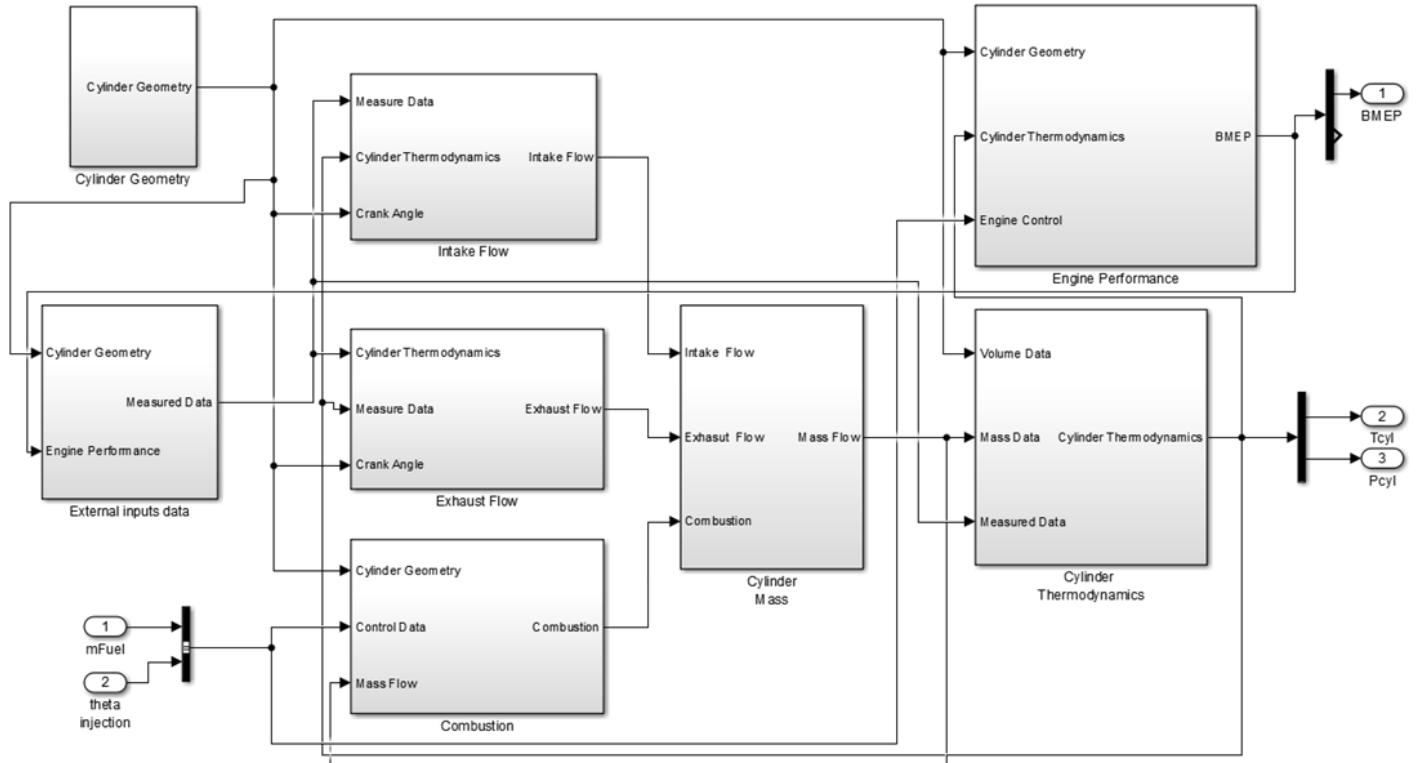 Cylinder Geometry
Cylinder Geometry
Measure Data
Cylinder Thermodynamics
Crank Angle
Intake Flow
Intake Flow
Cylinder Geometry
Cylinder Thermodynamics
Engine Control
BMEP
Engine Performance
1
BMEP
Cylinder Geometry
Engine Performance
Measured Data
External inputs data
Cylinder Thermodynamics
Measure Data
Crank Angle
Exhaust Flow
Exhaust Flow
Intake Flow
Exhasut Flow
Combustion
Mass Flow
Cylinder
Mass
Volume Data
Mass Data
Measured Data
Cylinder Thermodynamics
Cylinder
Thermodynamics
2
Tcyl
3
Pcyl
1
mFuel
2
theta
injection
Cylinder Geometry
Control Data
Mass Flow
Combustion
Combustion